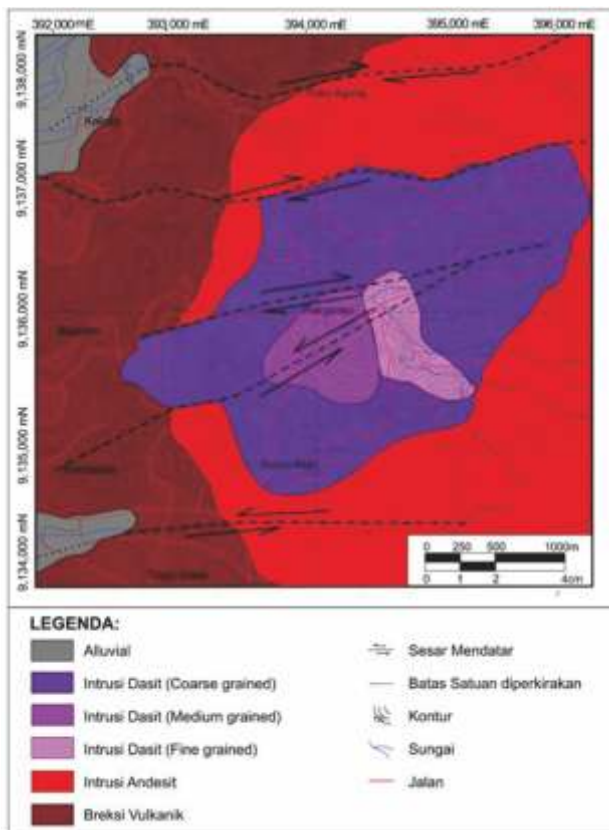 392,000 mE 393,000 mE 394,000 mE 395,000 mE 396,000 mE
9,138,000 mN
9,137,000 mN
9,136,000 mN
9,135,000 mN
9,134,000 mN
0 250 500 1000m
0 1 2 4cm
LEGENDA:
Alluvial
Intrusi Dasit (Coarse grained)
Intrusi Dasit (Medium grained)
Intrusi Dasit (Fine grained)
Intrusi Andesit
Breksi Vulkanik
Sesar Mendatar
Batas Satuan diperkirakan
Kontur
Sungai
Jalan